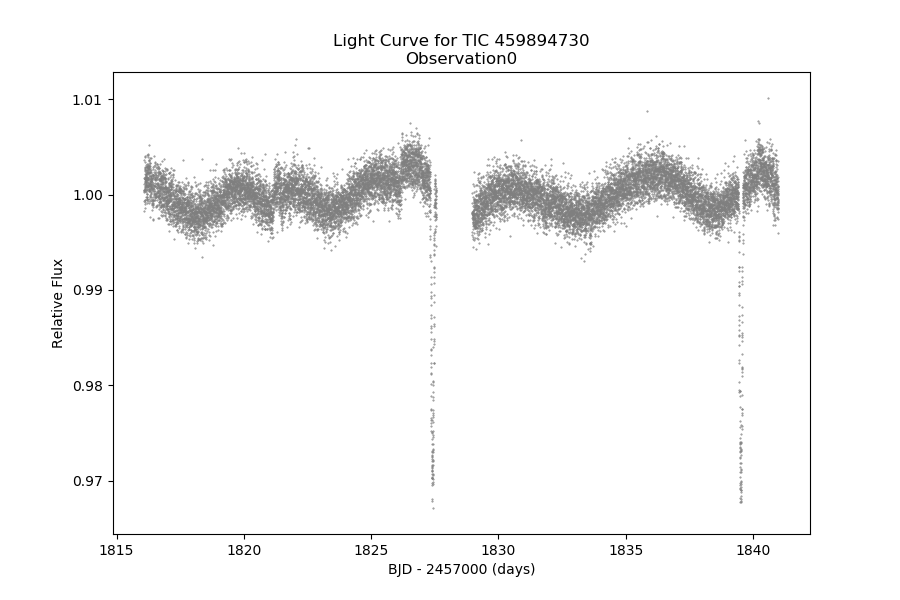 Light Curve for TIC 459894730
Observation0
1.01
1.00
0.99
0.98
0.97
Relative Flux
1815
1820
1825
1830
1835
1840
BJD - 2457000 (days)